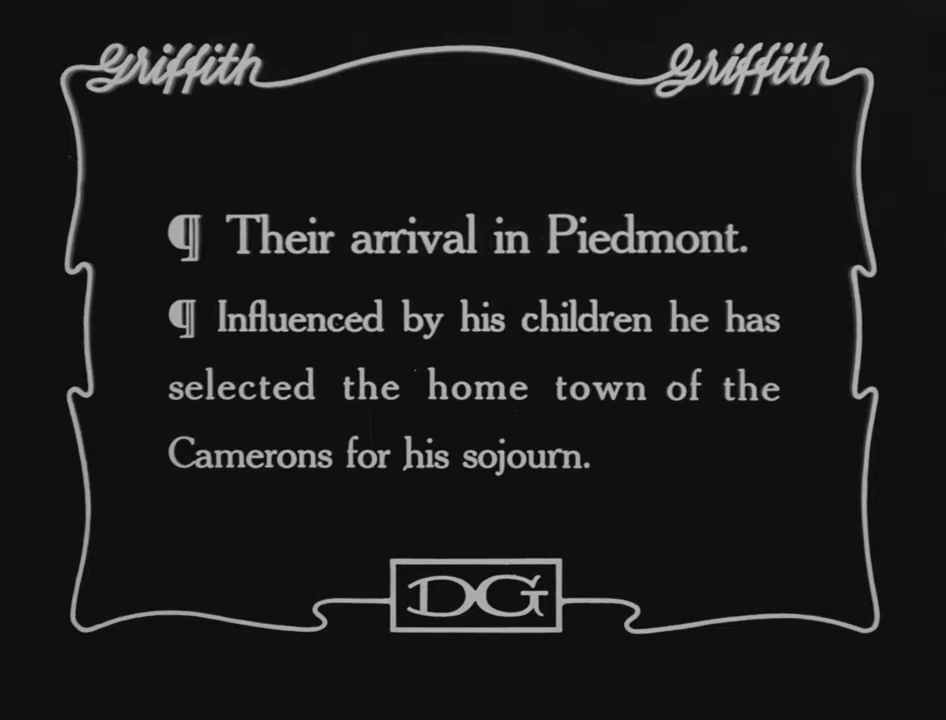 Griffith Griffith
¶ Their arrival in Piedmont.
¶ Influenced by his children he has
selected the home town of the
Camerons for his sojourn.
DG